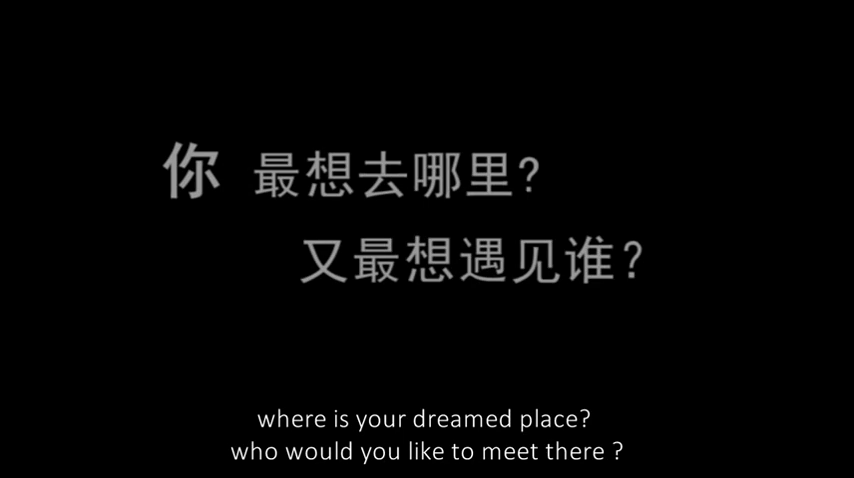 你 最想去哪里?
又最想遇见谁?
where is your dreamed place?
who would you like to meet there ?